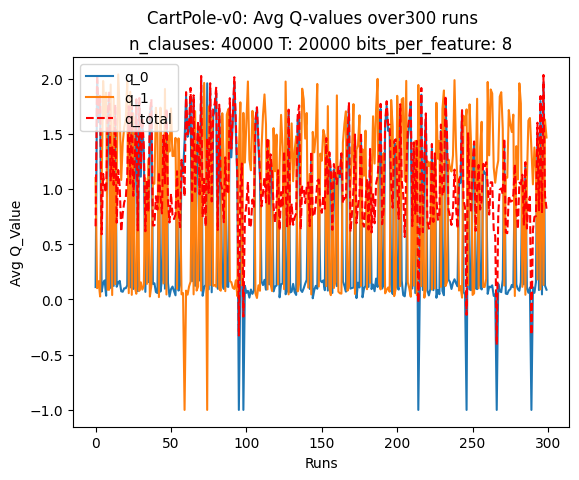 CartPole-v0: Avg Q-values over300 runs
n_clauses: 40000 T: 20000 bits_per_feature: 8
q_0
q_1
q_total
Avg Q_Value
2.0
1.5
1.0
0.5
0.0
−0.5
−1.0
0
50
100
150
200
250
300
Runs